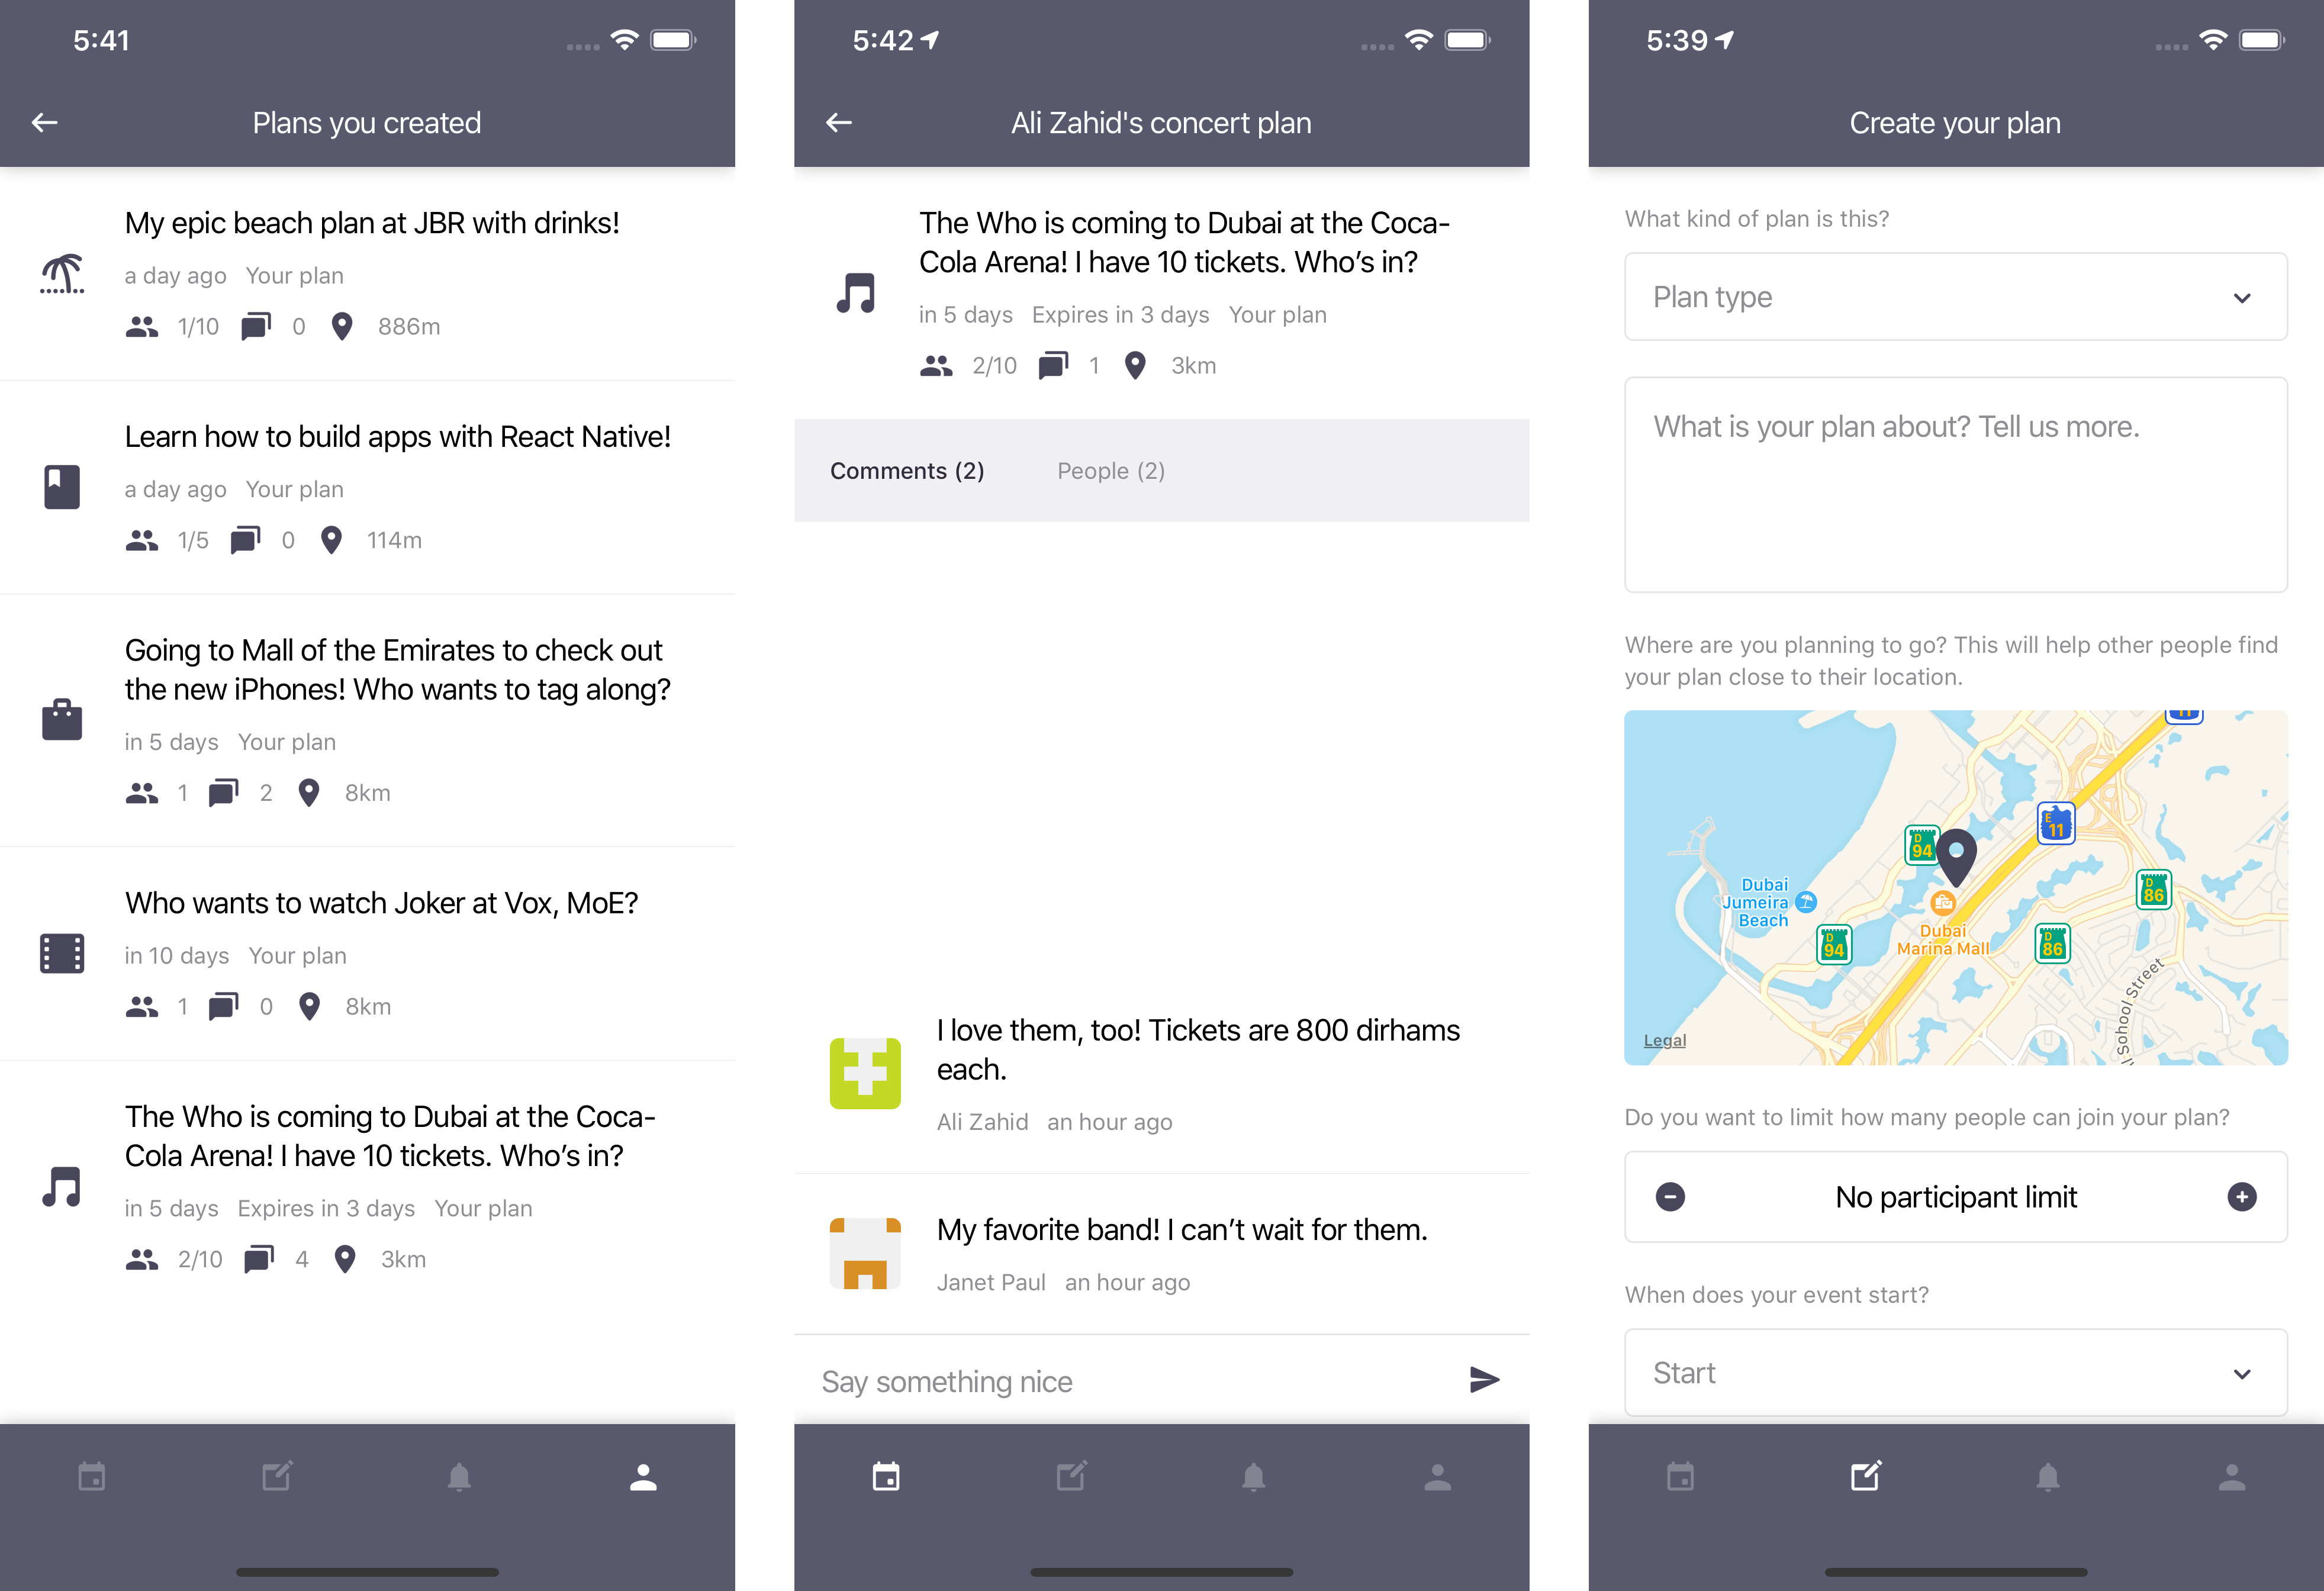 5:41
Plans you created
My epic beach plan at JBR with drinks!
a day ago Your plan
1/10 0 886m
Learn how to build apps with React Native!
a day ago Your plan
1/5 0 114m
Going to Mall of the Emirates to check out
the new iPhones! Who wants to tag along?
in 5 days Your plan
1 2 8km
Who wants to watch Joker at Vox, MoE?
in 10 days Your plan
1 0 8km
The Who is coming to Dubai at the Coca-
Cola Arena! I have 10 tickets. Who’s in?
in 5 days Expires in 3 days Your plan
2/10 4 3km
5:42
Ali Zahid's concert plan
The Who is coming to Dubai at the Coca-
Cola Arena! I have 10 tickets. Who’s in?
in 5 days Expires in 3 days Your plan
2/10 1 3km
Comments (2) People (2)
I love them, too! Tickets are 800 dirhams
each.
Ali Zahid an hour ago
My favorite band! I can’t wait for them.
Janet Paul an hour ago
Say something nice
5:39
Create your plan
What kind of plan is this?
Plan type
What is your plan about? Tell us more.
Where are you planning to go? This will help other people find
your plan close to their location.
11
E
11
D
94
D
86
Dubai
Jumeira
Beach
Dubai
Marina Mall
D
94
D
86
School Street
Legal
Do you want to limit how many people can join your plan?
No participant limit
When does your event start?
Start